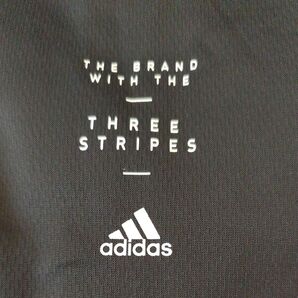 THE BRAND
WITH THE
THREE
STRIPES
adidas